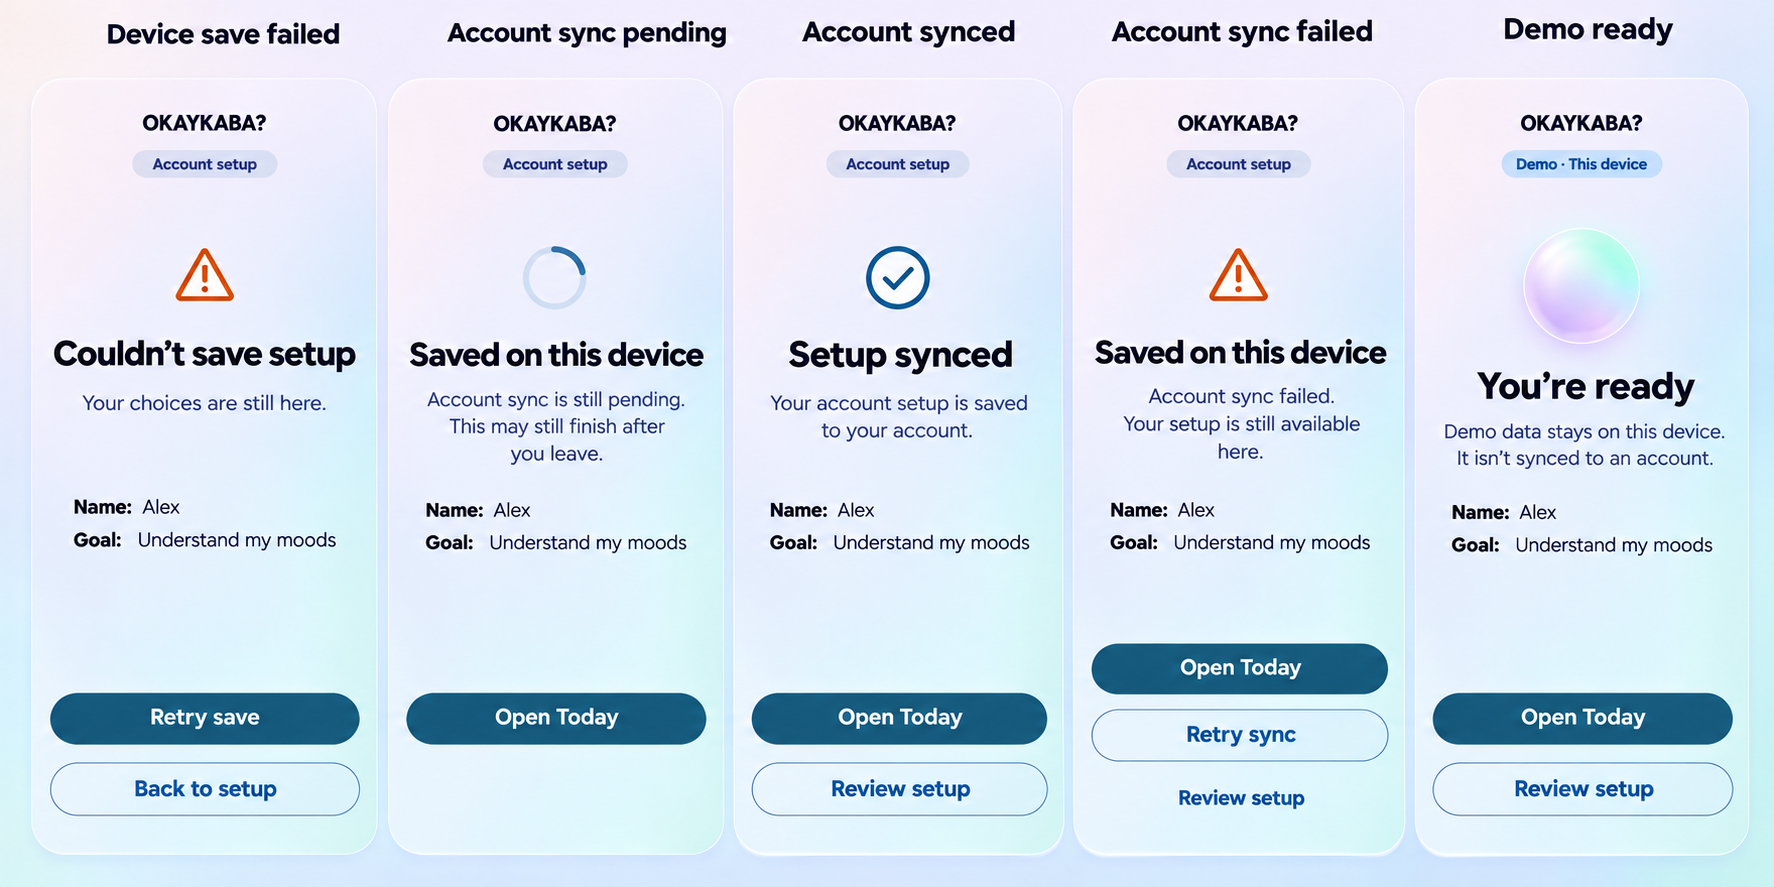 Device save failed
OKAYKABA?
Account setup
Couldn’t save setup
Your choices are still here.
Name: Alex
Goal: Understand my moods
Retry save
Back to setup
Account sync pending
OKAYKABA?
Account setup
Saved on this device
Account sync is still pending.
This may still finish after
you leave.
Name: Alex
Goal: Understand my moods
Open Today
Account synced
OKAYKABA?
Account setup
Setup synced
Your account setup is saved
to your account.
Name: Alex
Goal: Understand my moods
Open Today
Review setup
Account sync failed
OKAYKABA?
Account setup
Saved on this device
Account sync failed.
Your setup is still available
here.
Name: Alex
Goal: Understand my moods
Open Today
Retry sync
Review setup
Demo ready
OKAYKABA?
Demo · This device
You’re ready
Demo data stays on this device.
It isn’t synced to an account.
Name: Alex
Goal: Understand my moods
Open Today
Review setup